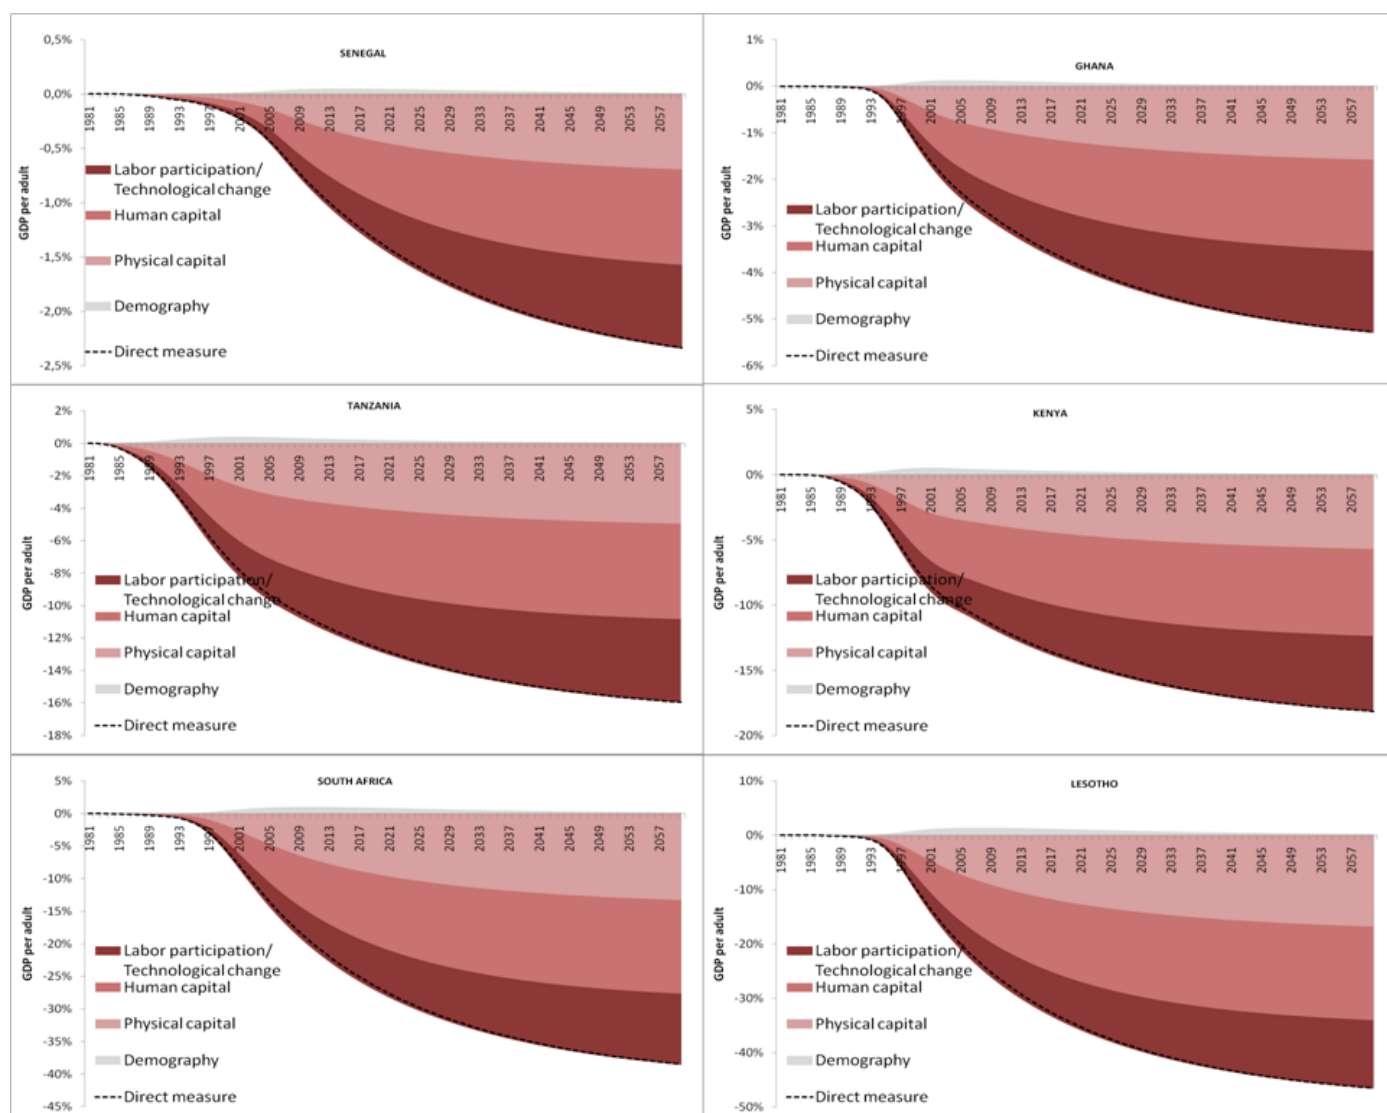 SENEGAL
GDP per adult
0,5%
0,0%
-0,5%
-1,0%
-1,5%
-2,0%
-2,5%
1981 1985 1989 1993 1997 2001 2005 2009 2013 2017 2021 2025 2029 2033 2037 2041 2045 2049 2053 2057
Labor participation/
Technological change
Human capital
Physical capital
Demography
Direct measure
GHANA
GDP per adult
1%
0%
-1%
-2%
-3%
-4%
-5%
-6%
1981 1985 1989 1993 1997 2001 2005 2009 2013 2017 2021 2025 2029 2033 2037 2041 2045 2049 2053 2057
Labor participation/
Technological change
Human capital
Physical capital
Demography
Direct measure
TANZANIA
GDP per adult
2%
0%
-2%
-4%
-6%
-8%
-10%
-12%
-14%
-16%
-18%
1981 1985 1989 1993 1997 2001 2005 2009 2013 2017 2021 2025 2029 2033 2037 2041 2045 2049 2053 2057
Labor participation/
Technological change
Human capital
Physical capital
Demography
Direct measure
KENYA
GDP per adult
5%
0%
-5%
-10%
-15%
-20%
1981 1985 1989 1993 1997 2001 2005 2009 2013 2017 2021 2025 2029 2033 2037 2041 2045 2049 2053 2057
Labor participation/
Technological change
Human capital
Physical capital
Demography
Direct measure
SOUTH AFRICA
GDP per adult
5%
0%
-5%
-10%
-15%
-20%
-25%
-30%
-35%
-40%
-45%
1981 1985 1989 1993 1997 2001 2005 2009 2013 2017 2021 2025 2029 2033 2037 2041 2045 2049 2053 2057
Labor participation/
Technological change
Human capital
Physical capital
Demography
Direct measure
LESOTHO
GDP per adult
10%
0%
-10%
-20%
-30%
-40%
-50%
1981 1985 1989 1993 1997 2001 2005 2009 2013 2017 2021 2025 2029 2033 2037 2041 2045 2049 2053 2057
Labor participation/
Technological change
Human capital
Physical capital
Demography
Direct measure